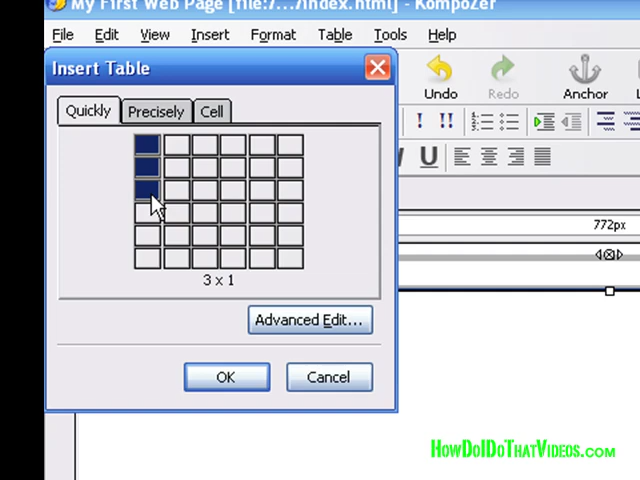 My First Web Page [file:/.../index.html] - KompoZer
File Edit View Insert Format Table Tools Help
Insert Table
Undo Redo Anchor
Quickly Precisely Cell
! !!
U
772px
3 x 1
Advanced Edit...
OK Cancel
HowDoIDoThatVideos.com